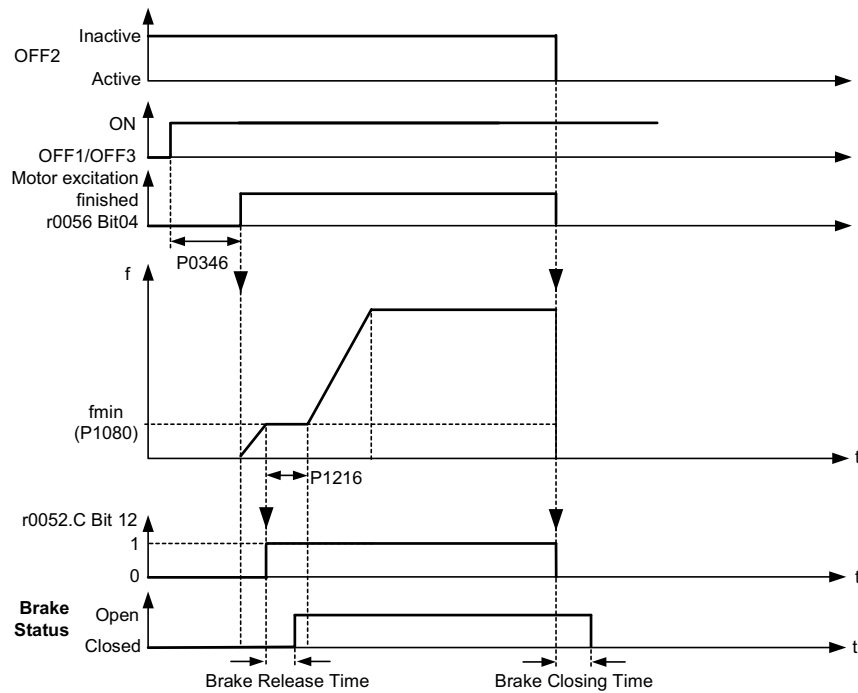 Inactive
OFF2
Active
ON
OFF1/OFF3
Motor excitation
finished
r0056 Bit04
P0346
f
fmin
(P1080)
t
P1216
r0052.C Bit 12
1
0
t
Brake
Status
Open
Closed
t
Brake Release Time
Brake Closing Time